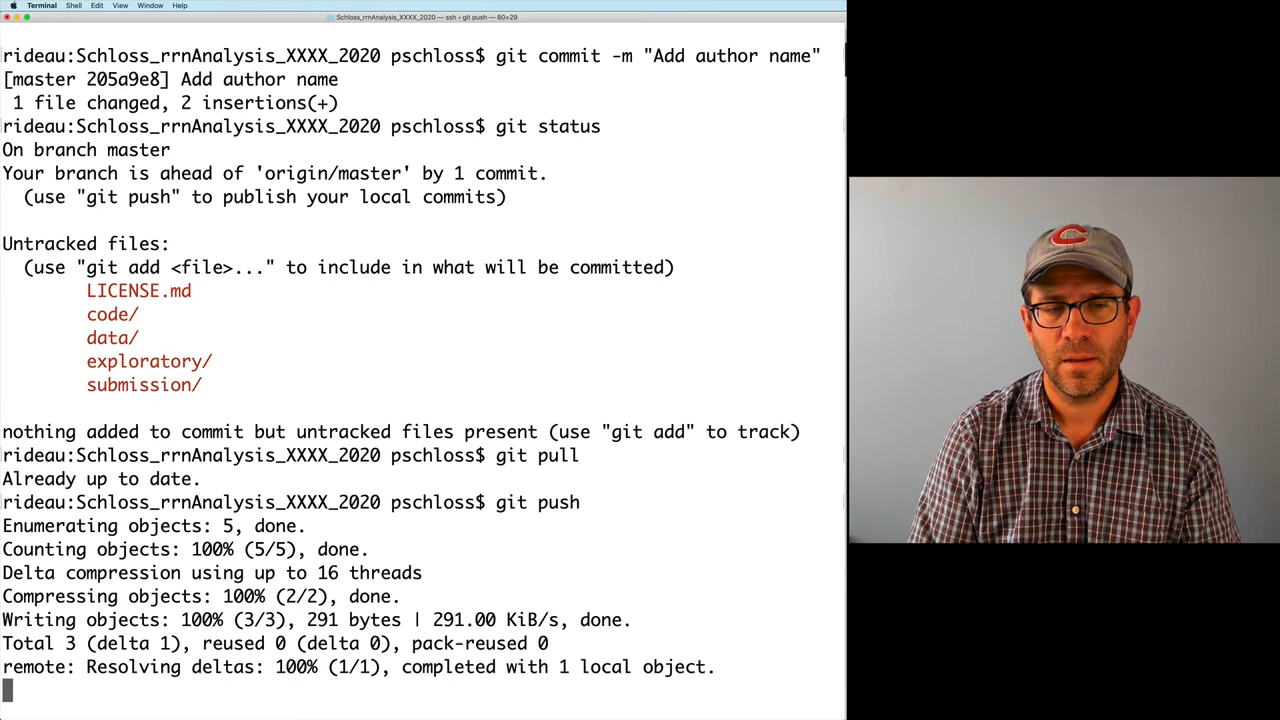 Terminal Shell Edit View Window Help
Schloss_rrnAnalysis_XXXX_2020 — ssh • git push — 80×29
rideau:Schloss_rrnAnalysis_XXXX_2020 pschloss$ git commit -m "Add author name"
[master 205a9e8] Add author name
 1 file changed, 2 insertions(+)
rideau:Schloss_rrnAnalysis_XXXX_2020 pschloss$ git status
On branch master
Your branch is ahead of 'origin/master' by 1 commit.
  (use "git push" to publish your local commits)
Untracked files:
  (use "git add <file>..." to include in what will be committed)
        LICENSE.md
        code/
        data/
        exploratory/
        submission/
nothing added to commit but untracked files present (use "git add" to track)
rideau:Schloss_rrnAnalysis_XXXX_2020 pschloss$ git pull
Already up to date.
rideau:Schloss_rrnAnalysis_XXXX_2020 pschloss$ git push
Enumerating objects: 5, done.
Counting objects: 100% (5/5), done.
Delta compression using up to 16 threads
Compressing objects: 100% (2/2), done.
Writing objects: 100% (3/3), 291 bytes | 291.00 KiB/s, done.
Total 3 (delta 1), reused 0 (delta 0), pack-reused 0
remote: Resolving deltas: 100% (1/1), completed with 1 local object.
C